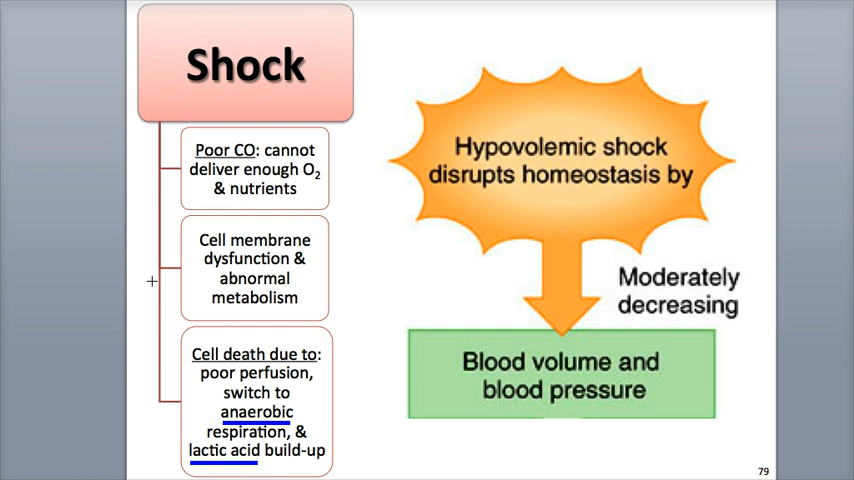 Shock
Poor CO: cannot
deliver enough O₂
& nutrients
Cell membrane
dysfunction &
abnormal
metabolism
Cell death due to:
poor perfusion,
switch to
anaerobic
respiration, &
lactic acid build-up
Hypovolemic shock
disrupts homeostasis by
Moderately
decreasing
Blood volume and
blood pressure
79